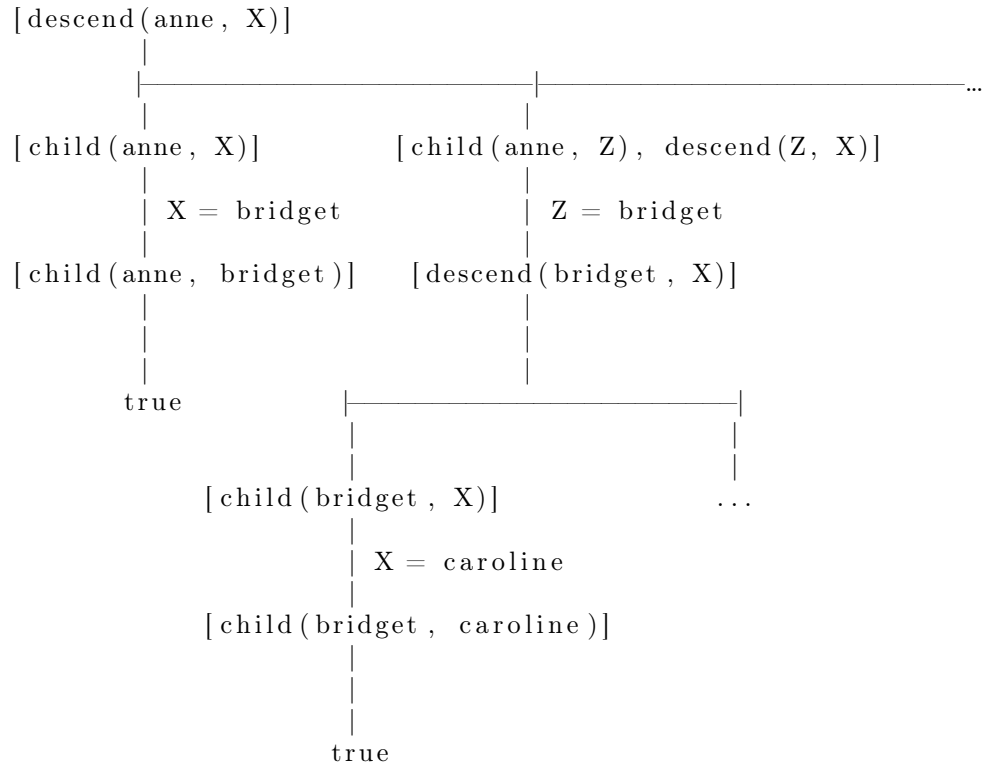 [descend(anne, X)]
...
[child(anne, X)] [child(anne, Z), descend(Z, X)]
X = bridget Z = bridget
[child(anne, bridget)] [descend(bridget, X)]
true
[child(bridget, X)] ...
X = caroline
[child(bridget, caroline)]
true